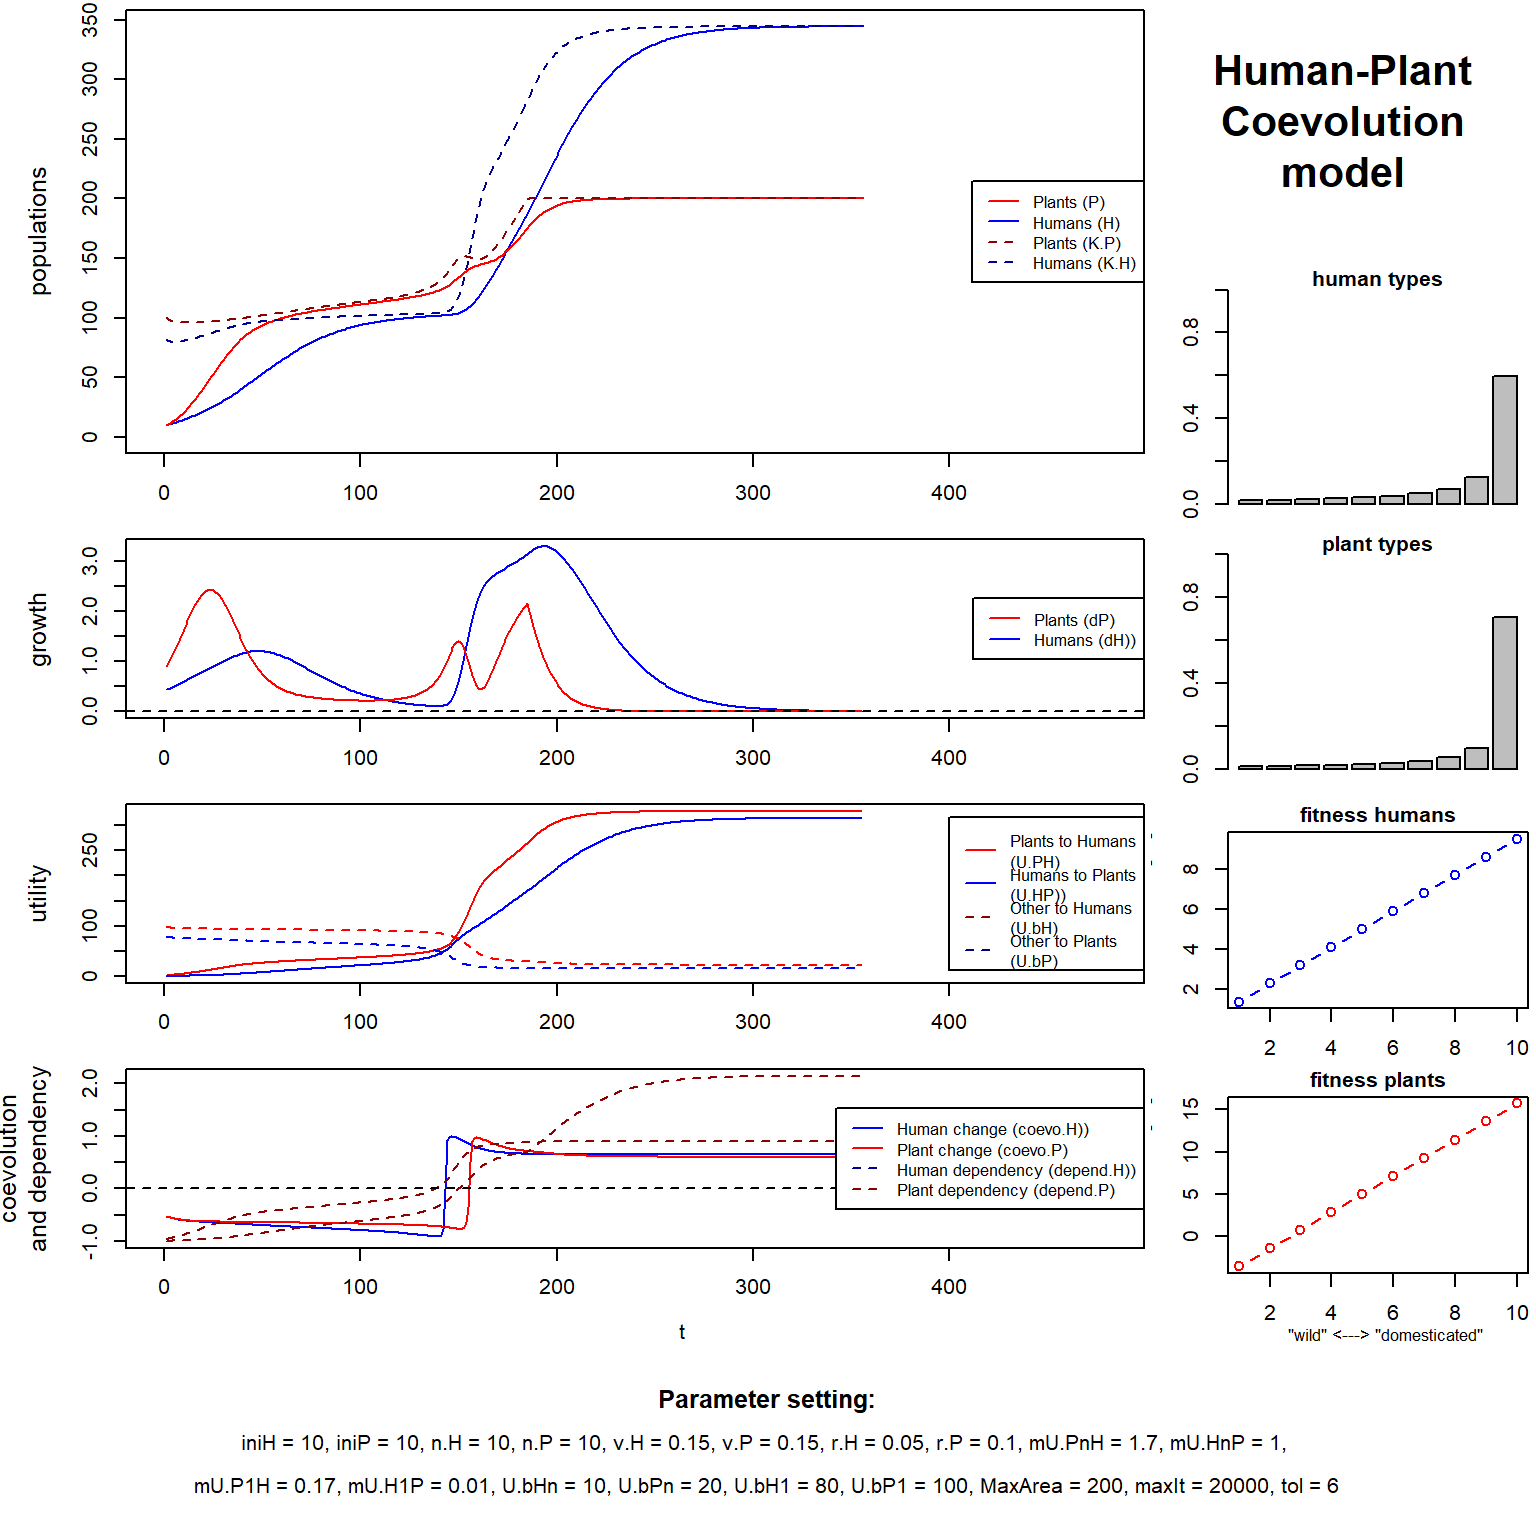 Human-Plant
Coevolution
model
populations
0
50
100
150
200
250
300
350
0
100
200
300
400
Plants (P)
Humans (H)
Plants (K.P)
Humans (K.H)
human types
0.0
0.4
0.8
growth
0.0
1.0
2.0
3.0
0
100
200
300
400
Plants (dP)
Humans (dH))
plant types
0.0
0.4
0.8
utility
0
100
250
0
100
200
300
400
Plants to Humans
(U.PH)
Humans to Plants
(U.HP))
Other to Humans
(U.bH)
Other to Plants
(U.bP)
fitness humans
2
4
6
8
2
4
6
8
10
coevolution
and dependency
-1.0
0.0
1.0
2.0
0
100
200
300
400
t
Human change (coevo.H))
Plant change (coevo.P)
Human dependency (depend.H))
Plant dependency (depend.P)
fitness plants
0
5
10
15
2
4
6
8
10
"wild" <---> "domesticated"
Parameter setting:
iniH = 10, iniP = 10, n.H = 10, n.P = 10, v.H = 0.15, v.P = 0.15, r.H = 0.05, r.P = 0.1, mU.PnH = 1.7, mU.HnP = 1,
mU.P1H = 0.17, mU.H1P = 0.01, U.bHn = 10, U.bPn = 20, U.bH1 = 80, U.bP1 = 100, MaxArea = 200, maxIt = 20000, tol = 6